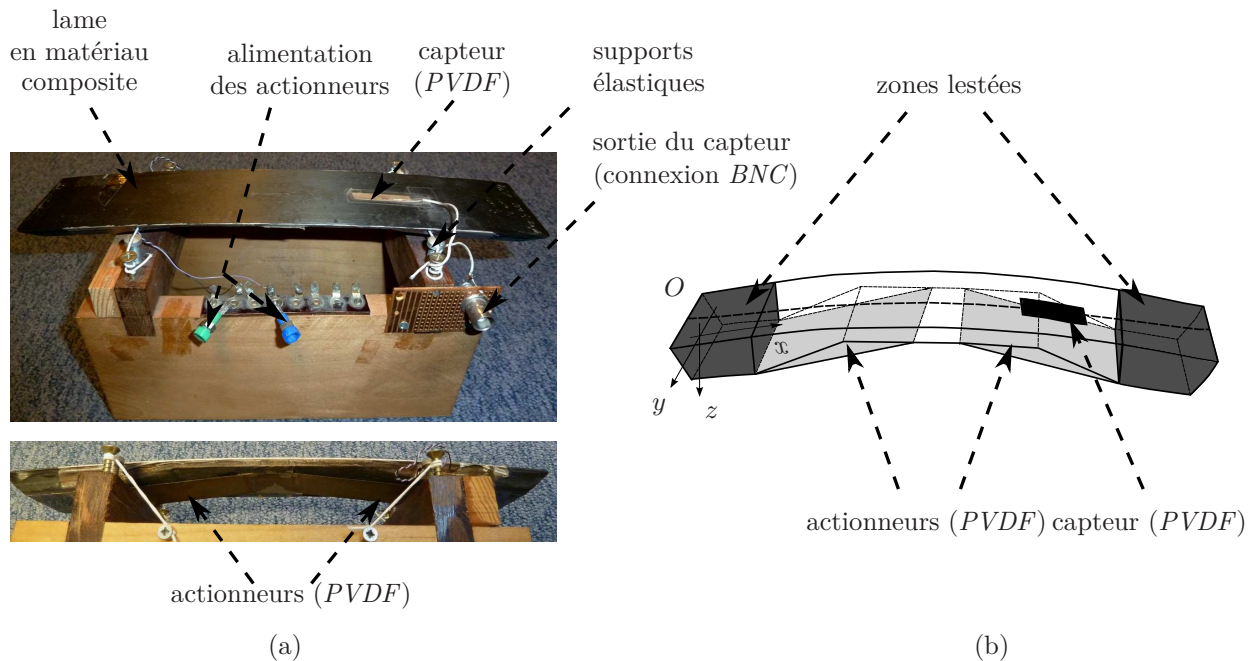 lame
en matériau
composite
alimentation
des actionneurs
capteur
(PVDF)
supports
élastiques
sortie du capteur
(connexion BNC)
zones lestées
O
x
y
z
actionneurs (PVDF)
capteur (PVDF)
actionneurs (PVDF)
(a)
(b)